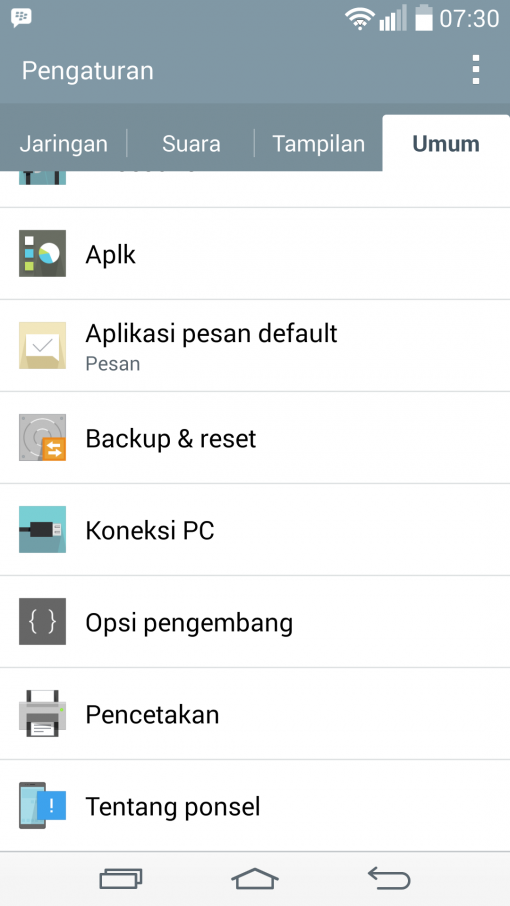 07:30
Pengaturan
Jaringan Suara Tampilan Umum
Aplk
Aplikasi pesan default
Pesan
Backup & reset
Koneksi PC
Opsi pengembang
Pencetakan
Tentang ponsel